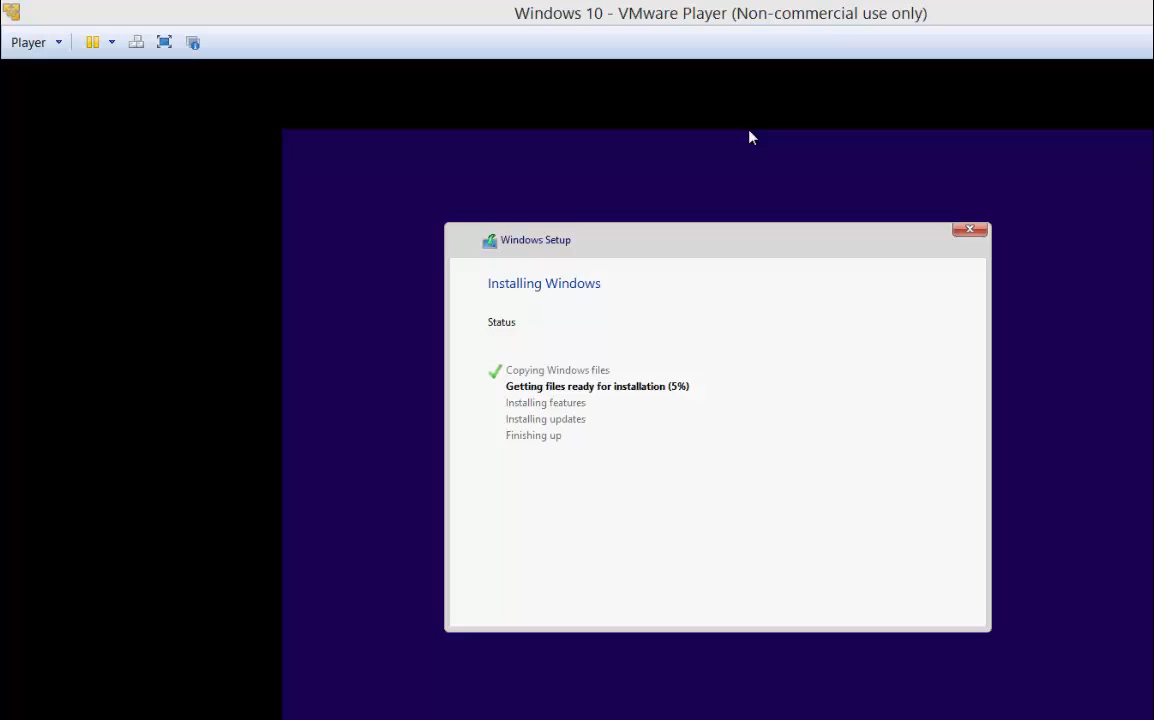 Windows 10 - VMware Player (Non-commercial use only)
Player
Windows Setup
Installing Windows
Status
Copying Windows files
Getting files ready for installation (5%)
Installing features
Installing updates
Finishing up